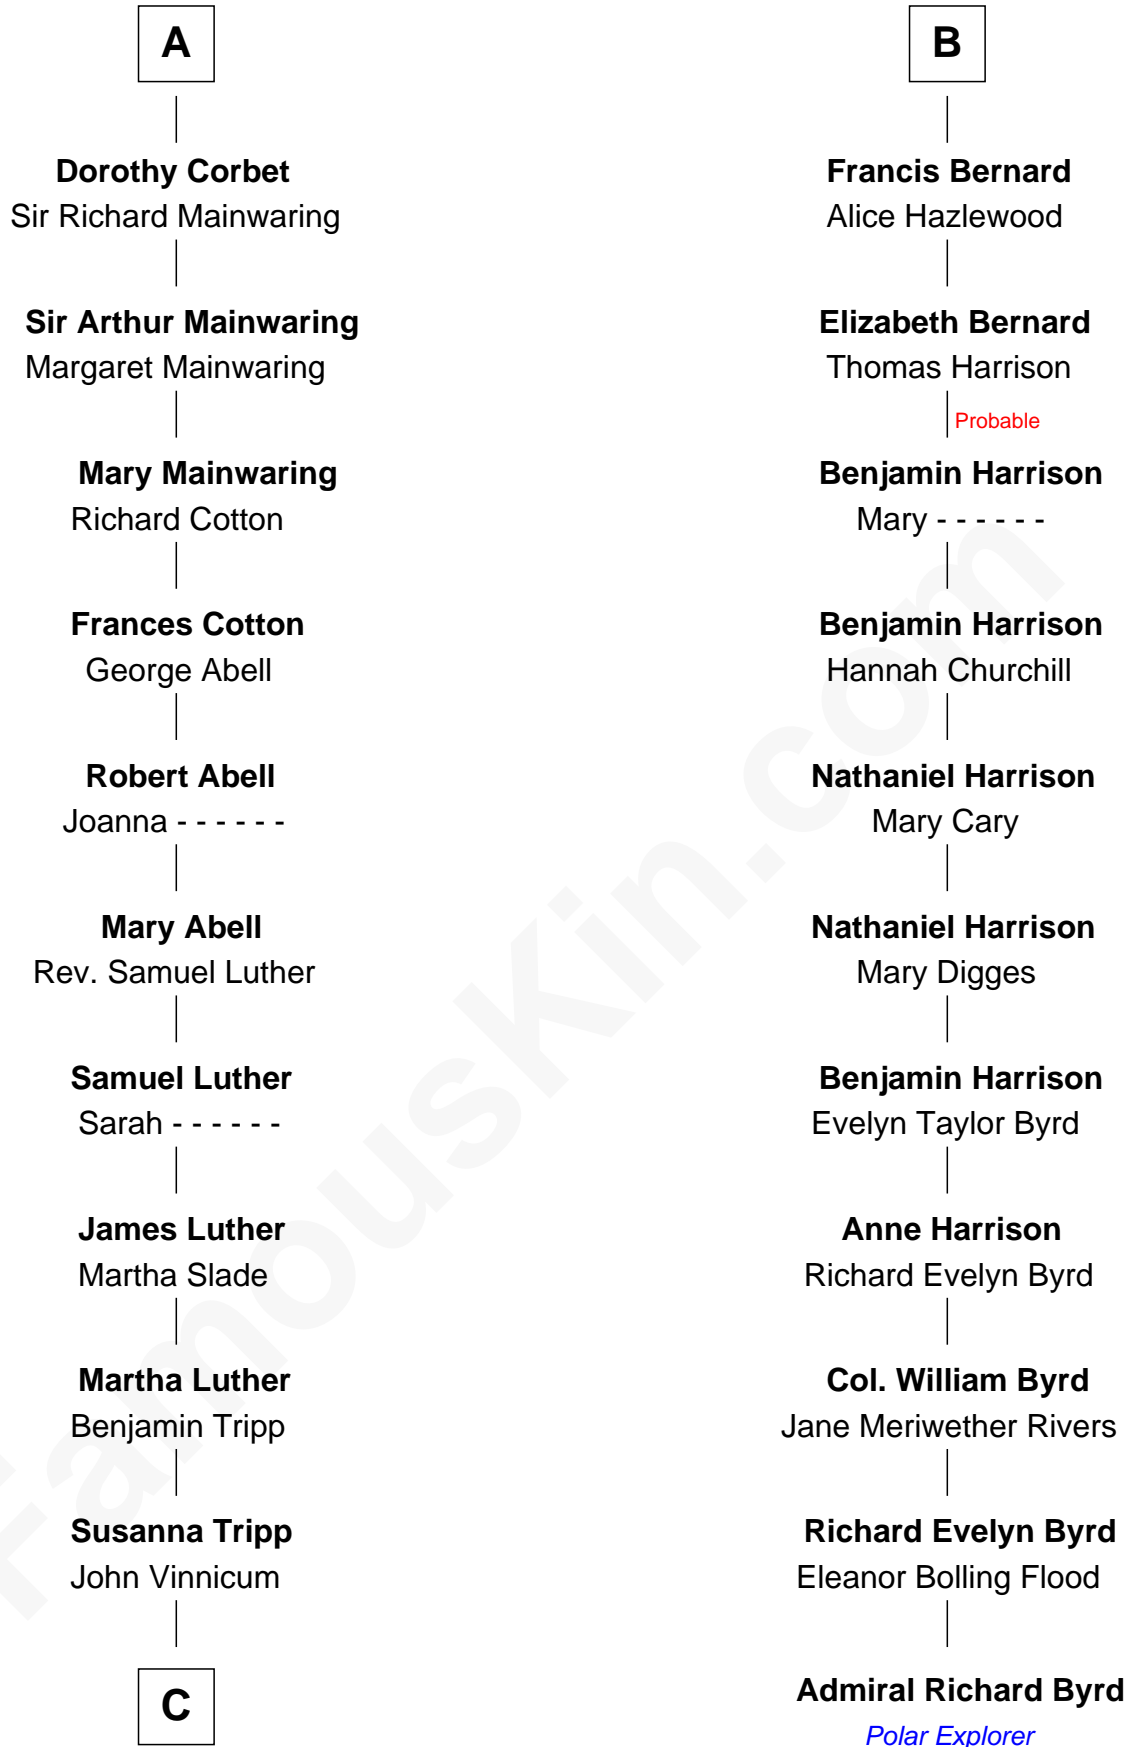 A
Dorothy Corbet
Sir Richard Mainwaring
Sir Arthur Mainwaring
Margaret Mainwaring
Mary Mainwaring
Richard Cotton
Frances Cotton
George Abell
Robert Abell
Joanna - - - - - -
Mary Abell
Rev. Samuel Luther
Samuel Luther
Sarah - - - - - -
James Luther
Martha Slade
Martha Luther
Benjamin Tripp
Susanna Tripp
John Vinnicum
C
B
Francis Bernard
Alice Hazlewood
Elizabeth Bernard
Thomas Harrison
Probable
Benjamin Harrison
Mary - - - - - -
Benjamin Harrison
Hannah Churchill
Nathaniel Harrison
Mary Cary
Nathaniel Harrison
Mary Digges
Benjamin Harrison
Evelyn Taylor Byrd
Anne Harrison
Richard Evelyn Byrd
Col. William Byrd
Jane Meriwether Rivers
Richard Evelyn Byrd
Eleanor Bolling Flood
Admiral Richard Byrd
Polar Explorer
FamousKin.com